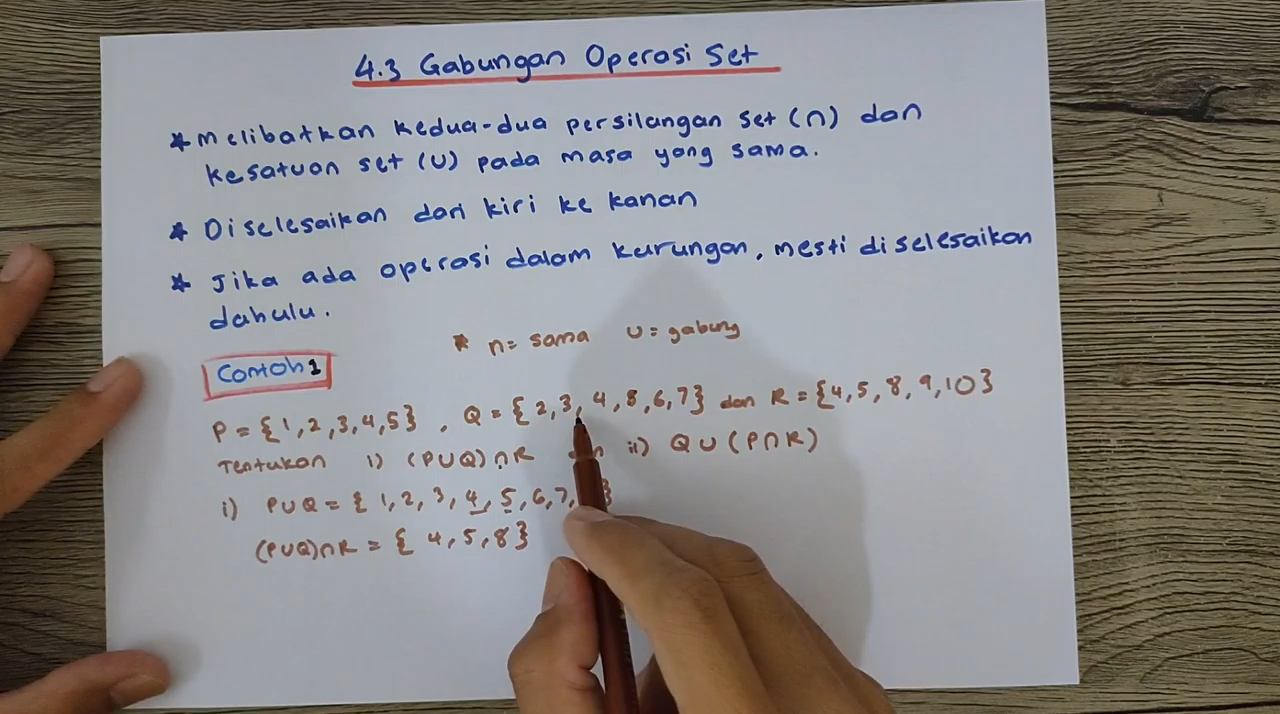 4.3 Gabungan Operasi Set
* Melibatkan kedua-dua persilangan set (∩) dan
kesatuan set (∪) pada masa yang sama.
* Diselesaikan dari kiri ke kanan
* Jika ada operasi dalam kurungan, mesti diselesaikan
dahulu.
* ∩ = sama ∪ = gabung
Contoh 1
P = {1,2,3,4,5} , Q = {2,3,4,8,6,7} dan R = {4,5,8,9,10}
Tentukan i) (P∪Q)∩R ii) Q∪(P∩R)
i) P∪Q = {1,2,3,4,5,6,7, }
(P∪Q)∩R = {4,5,8}